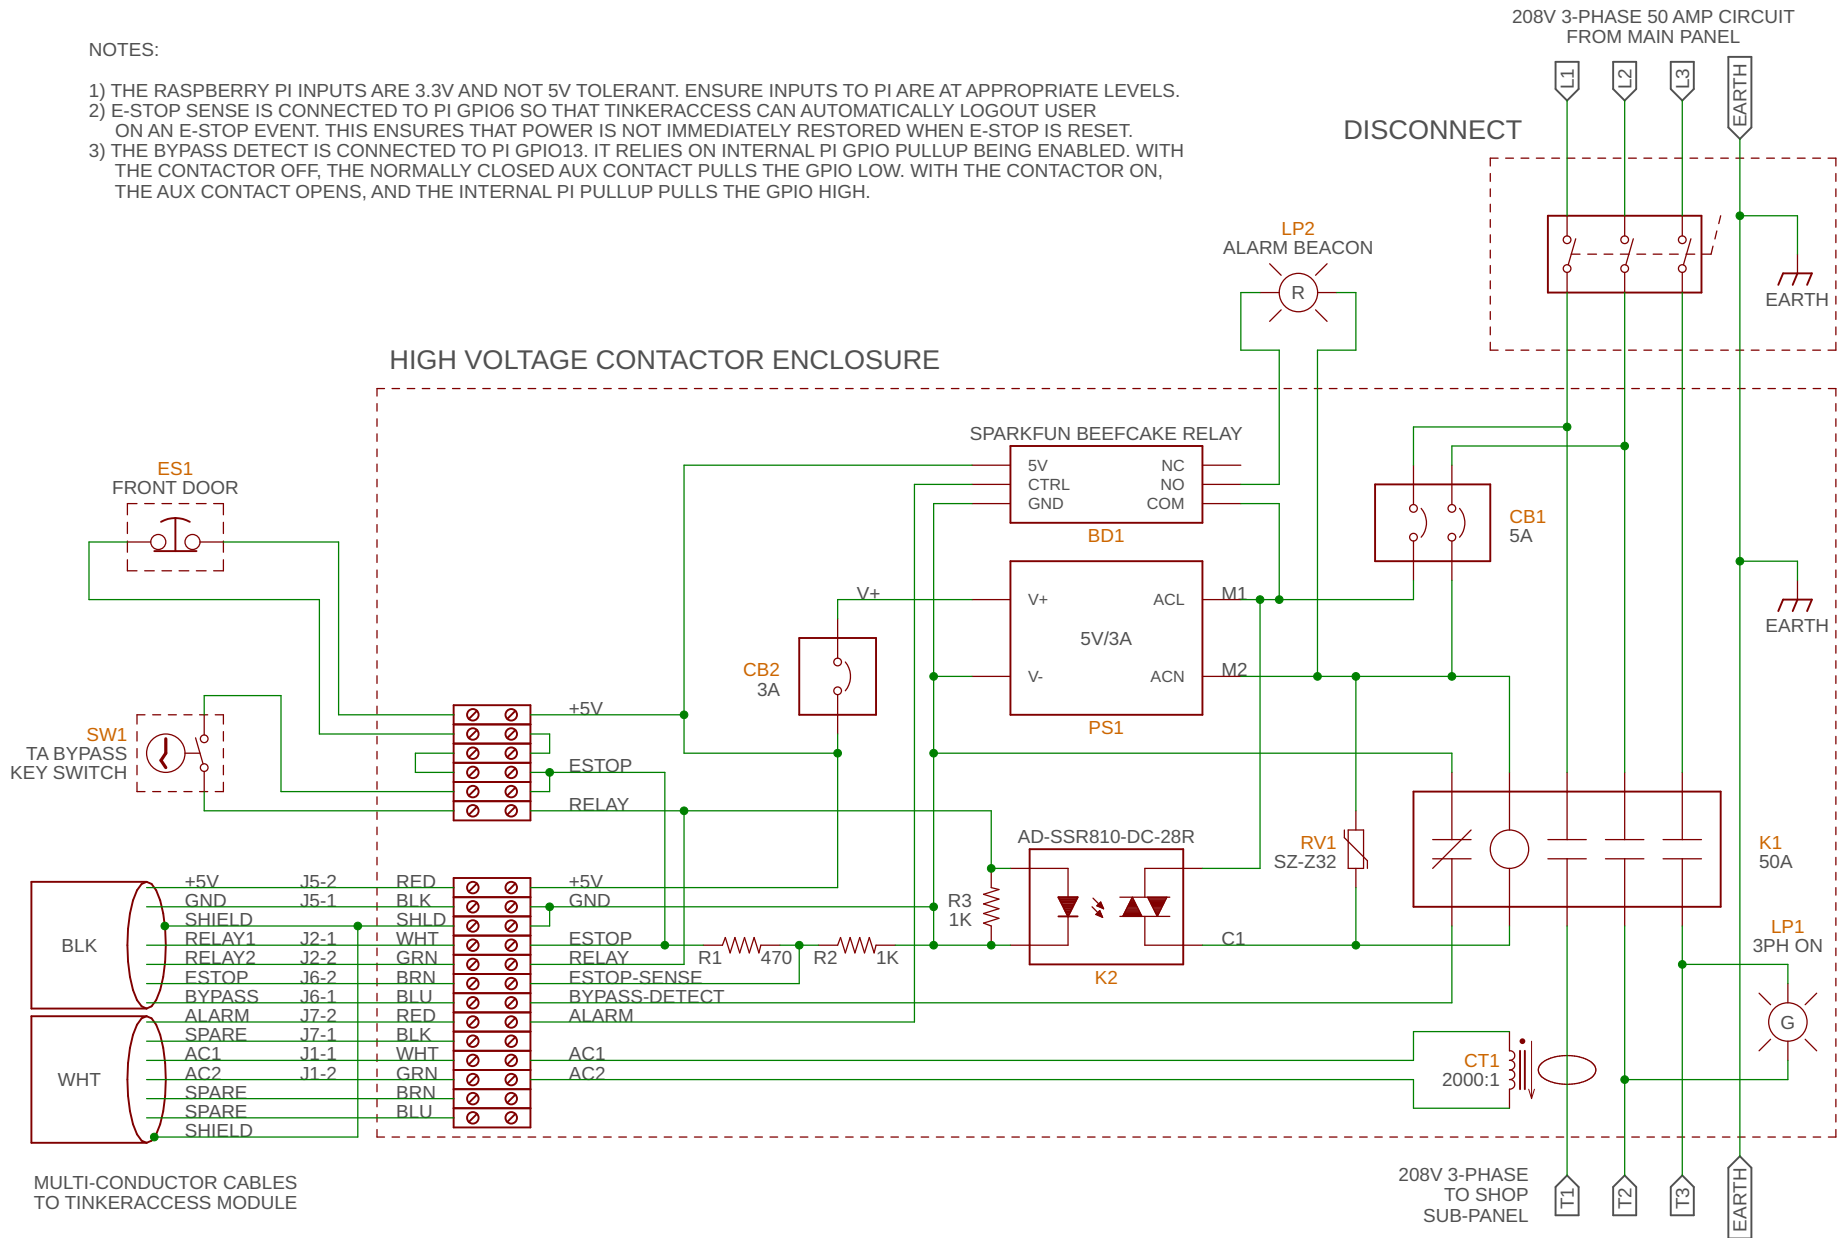 208V 3-PHASE 50 AMP CIRCUIT
FROM MAIN PANEL
L1
L2
L3
EARTH
NOTES:
1) THE RASPBERRY PI INPUTS ARE 3.3V AND NOT 5V TOLERANT. ENSURE INPUTS TO PI ARE AT APPROPRIATE LEVELS.
2) E-STOP SENSE IS CONNECTED TO PI GPIO6 SO THAT TINKERACCESS CAN AUTOMATICALLY LOGOUT USER
ON AN E-STOP EVENT. THIS ENSURES THAT POWER IS NOT IMMEDIATELY RESTORED WHEN E-STOP IS RESET.
3) THE BYPASS DETECT IS CONNECTED TO PI GPIO13. IT RELIES ON INTERNAL PI GPIO PULLUP BEING ENABLED. WITH
THE CONTACTOR OFF, THE NORMALLY CLOSED AUX CONTACT PULLS THE GPIO LOW. WITH THE CONTACTOR ON,
THE AUX CONTACT OPENS, AND THE INTERNAL PI PULLUP PULLS THE GPIO HIGH.
DISCONNECT
EARTH
LP2
ALARM BEACON
R
HIGH VOLTAGE CONTACTOR ENCLOSURE
SPARKFUN BEEFCAKE RELAY
5V
CTRL
GND
NC
NO
COM
BD1
CB1
5A
ES1
FRONT DOOR
V+
V+
V-
5V/3A
ACL
ACN
M1
M2
PS1
CB2
3A
EARTH
SW1
TA BYPASS
KEY SWITCH
+5V
ESTOP
RELAY
AD-SSR810-DC-28R
R3
1K
K2
C1
RV1
SZ-Z32
K1
50A
LP1
3PH ON
G
BLK
+5V J5-2 RED +5V
GND J5-1 BLK GND
SHIELD SHLD
RELAY1 J2-1 WHT ESTOP
RELAY2 J2-2 GRN RELAY
ESTOP J6-2 BRN ESTOP-SENSE
BYPASS J6-1 BLU BYPASS-DETECT
R1 470 R2 1K
WHT
ALARM J7-2 RED ALARM
SPARE J7-1 BLK
AC1 J1-1 WHT AC1
AC2 J1-2 GRN AC2
SPARE BRN
SPARE BLU
SHIELD
CT1
2000:1
MULTI-CONDUCTOR CABLES
TO TINKERACCESS MODULE
208V 3-PHASE
TO SHOP
SUB-PANEL
T1
T2
T3
EARTH